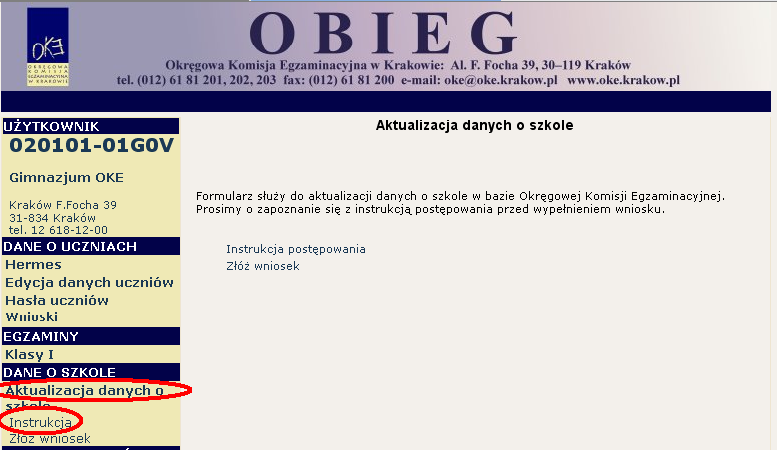 OKE
OKRĘGOWA
KOMISJA
EGZAMINACYJNA
W KRAKOWIE
OBIEG
Okręgowa Komisja Egzaminacyjna w Krakowie: Al. F. Focha 39, 30–119 Kraków
tel. (012) 61 81 201, 202, 203 fax: (012) 61 81 200 e-mail: oke@oke.krakow.pl www.oke.krakow.pl
UŻYTKOWNIK
020101-01G0V
Gimnazjum OKE
Kraków F.Focha 39
31-834 Kraków
tel. 12 618-12-00
DANE O UCZNIACH
Hermes
Edycja danych uczniów
Hasła uczniów
Wnioski
EGZAMINY
Klasy I
DANE O SZKOLE
Aktualizacja danych o
szkole
Instrukcja
Złóż wniosek
Aktualizacja danych o szkole
Formularz służy do aktualizacji danych o szkole w bazie Okręgowej Komisji Egzaminacyjnej.
Prosimy o zapoznanie się z instrukcją postępowania przed wypełnieniem wniosku.
Instrukcja postępowania
Złóż wniosek